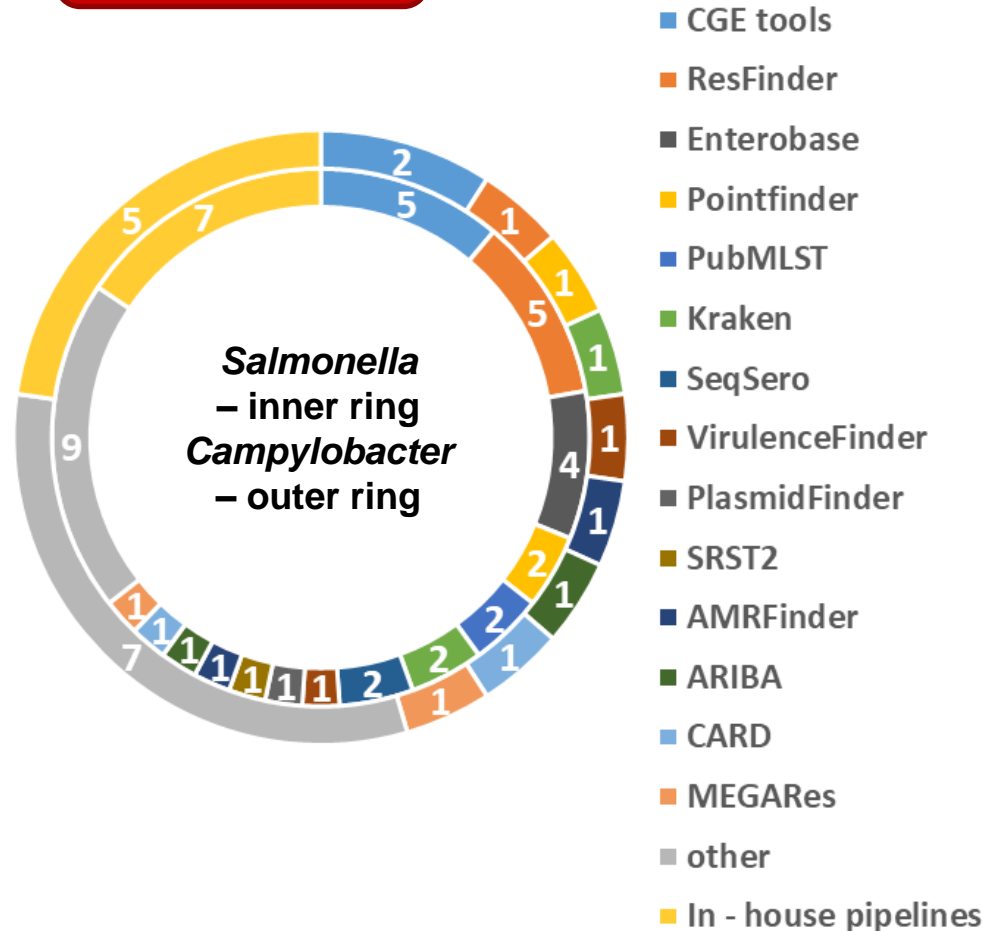 2
5
1
5
1
1
4
1
1
1
1
1
2
2
2
2
1
1
1
1
1
1
1
7
9
5
7
Salmonella
– inner ring
Campylobacter
– outer ring
CGE tools
ResFinder
Enterobase
Pointfinder
PubMLST
Kraken
SeqSero
VirulenceFinder
PlasmidFinder
SRST2
AMRFinder
ARIBA
CARD
MEGARes
other
In - house pipelines